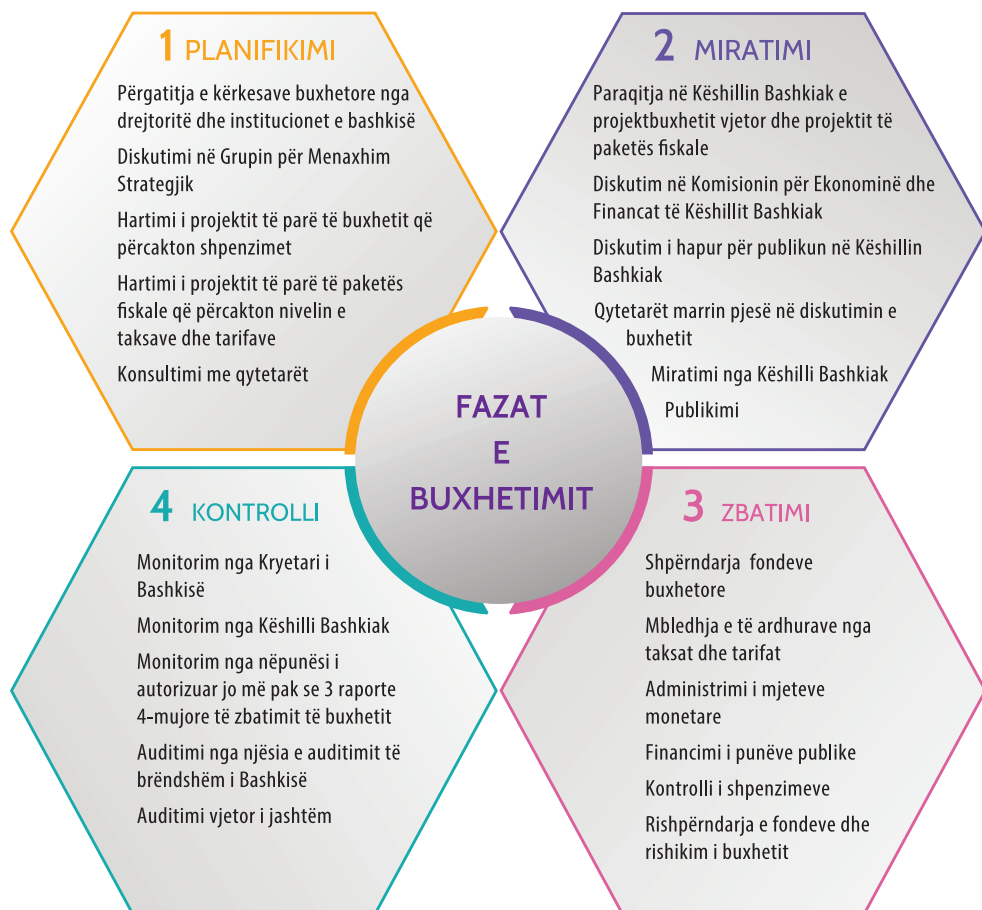 1 PLANIFIKIMI
Përgatitja e kërkesave buxhetore nga
drejtoritë dhe institucionet e bashkisë
Diskutimi në Grupin për Menaxhim
Strategjik
Hartimi i projektit të parë të buxhetit që
përcakton shpenzimet
Hartimi i projektit të parë të paketës
fiskale që përcakton nivelin e
taksave dhe tarifave
Konsultimi me qytetarët
2 MIRATIMI
Paraqitja në Këshillin Bashkiak e
projektbuxhetit vjetor dhe projektit të
paketës fiskale
Diskutim në Komisionin për Ekonominë dhe
Financat të Këshillit Bashkiak
Diskutim i hapur për publikun në Këshillin
Bashkiak
Qytetarët marrin pjesë në diskutimin e
buxhetit
Miratimi nga Këshilli Bashkiak
Publikimi
FAZAT
E
BUXHETIMIT
4 KONTROLLI
Monitorim nga Kryetari i
Bashkisë
Monitorim nga Këshilli Bashkiak
Monitorim nga nëpunësi i
autorizuar jo më pak se 3 raporte
4-mujore të zbatimit të buxhetit
Auditimi nga njësia e auditimit të
brëndshëm i Bashkisë
Auditimi vjetor i jashtëm
3 ZBATIMI
Shpërndarja fondeve
buxhetore
Mbledhja e të ardhurave nga
taksat dhe tarifat
Administrimi i mjeteve
monetare
Financimi i punëve publike
Kontrolli i shpenzimeve
Rishpërndarja e fondeve dhe
rishikim i buxhetit